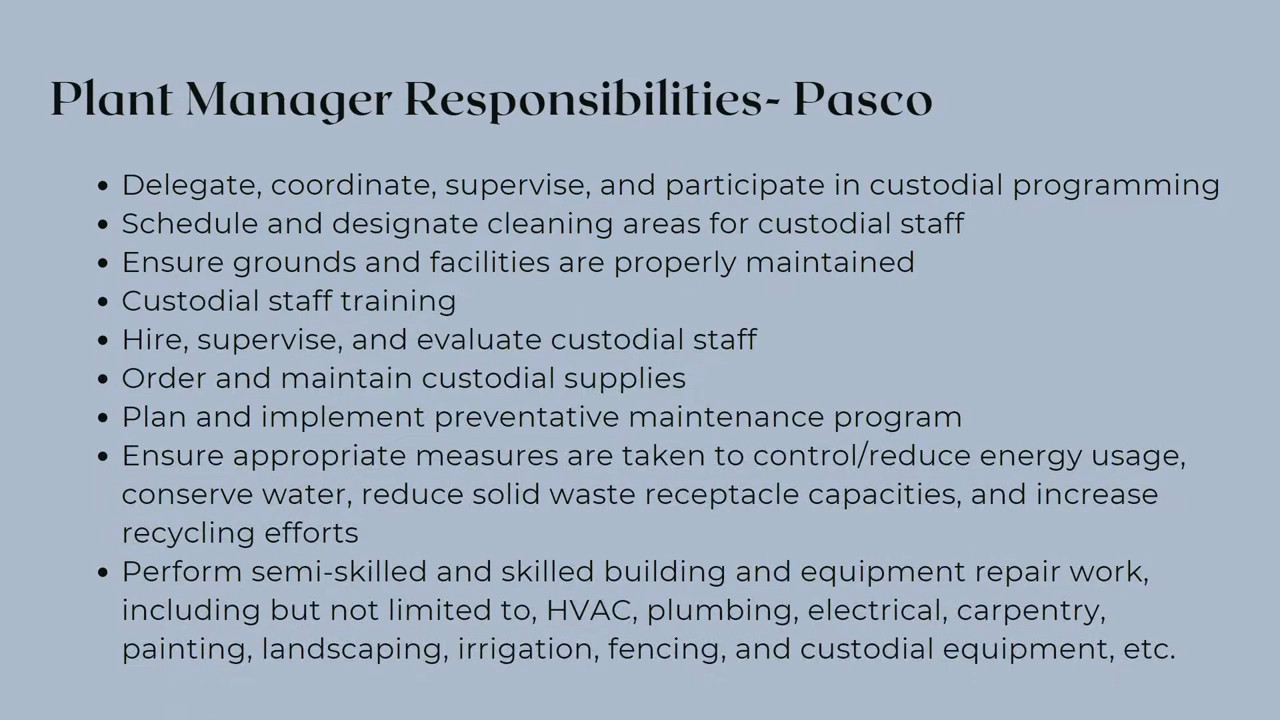 Plant Manager Responsibilities- Pasco
• Delegate, coordinate, supervise, and participate in custodial programming
• Schedule and designate cleaning areas for custodial staff
• Ensure grounds and facilities are properly maintained
• Custodial staff training
• Hire, supervise, and evaluate custodial staff
• Order and maintain custodial supplies
• Plan and implement preventative maintenance program
• Ensure appropriate measures are taken to control/reduce energy usage,
conserve water, reduce solid waste receptacle capacities, and increase
recycling efforts
• Perform semi-skilled and skilled building and equipment repair work,
including but not limited to, HVAC, plumbing, electrical, carpentry,
painting, landscaping, irrigation, fencing, and custodial equipment, etc.